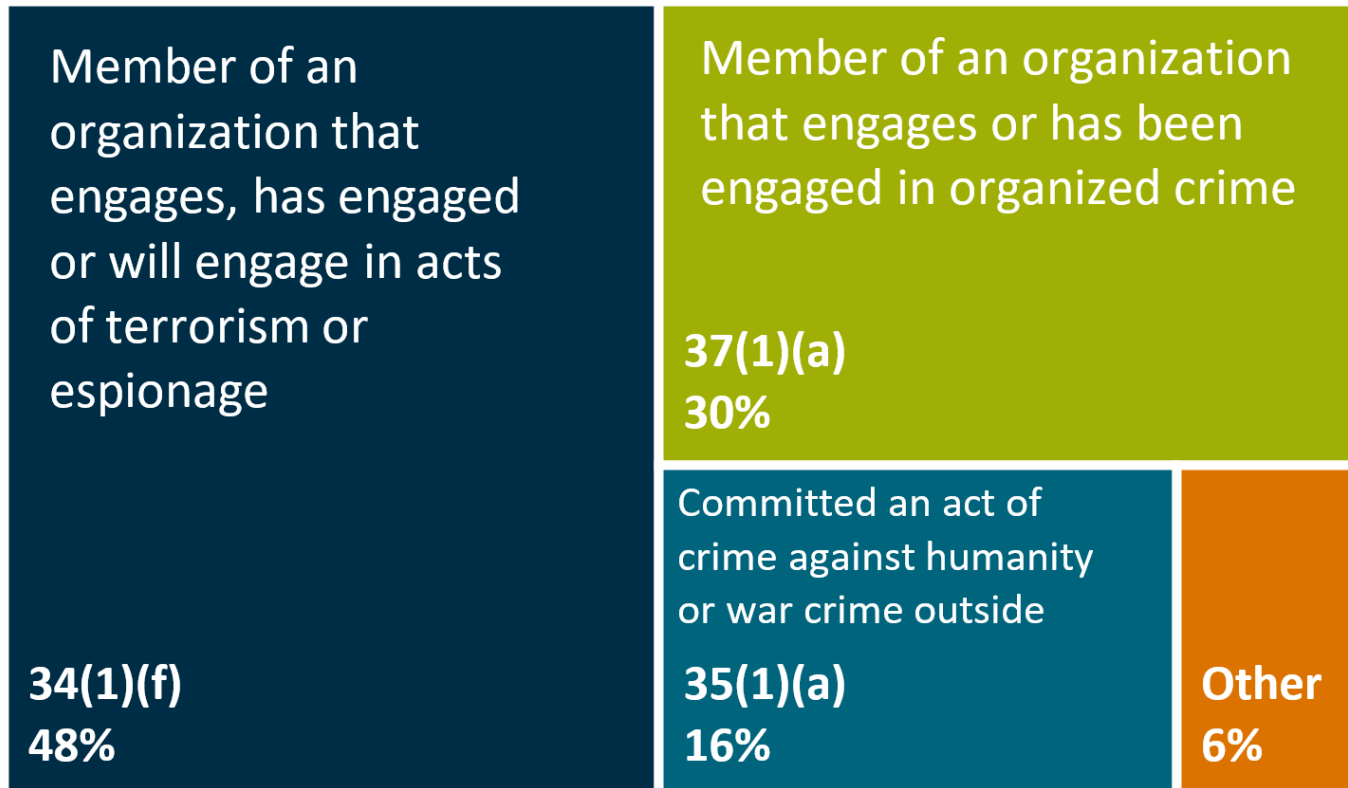 Member of an
organization that
engages, has engaged
or will engage in acts
of terrorism or
espionage
34(1)(f)
48%
Member of an organization
that engages or has been
engaged in organized crime
37(1)(a)
30%
Committed an act of
crime against humanity
or war crime outside
35(1)(a)
16%
Other
6%